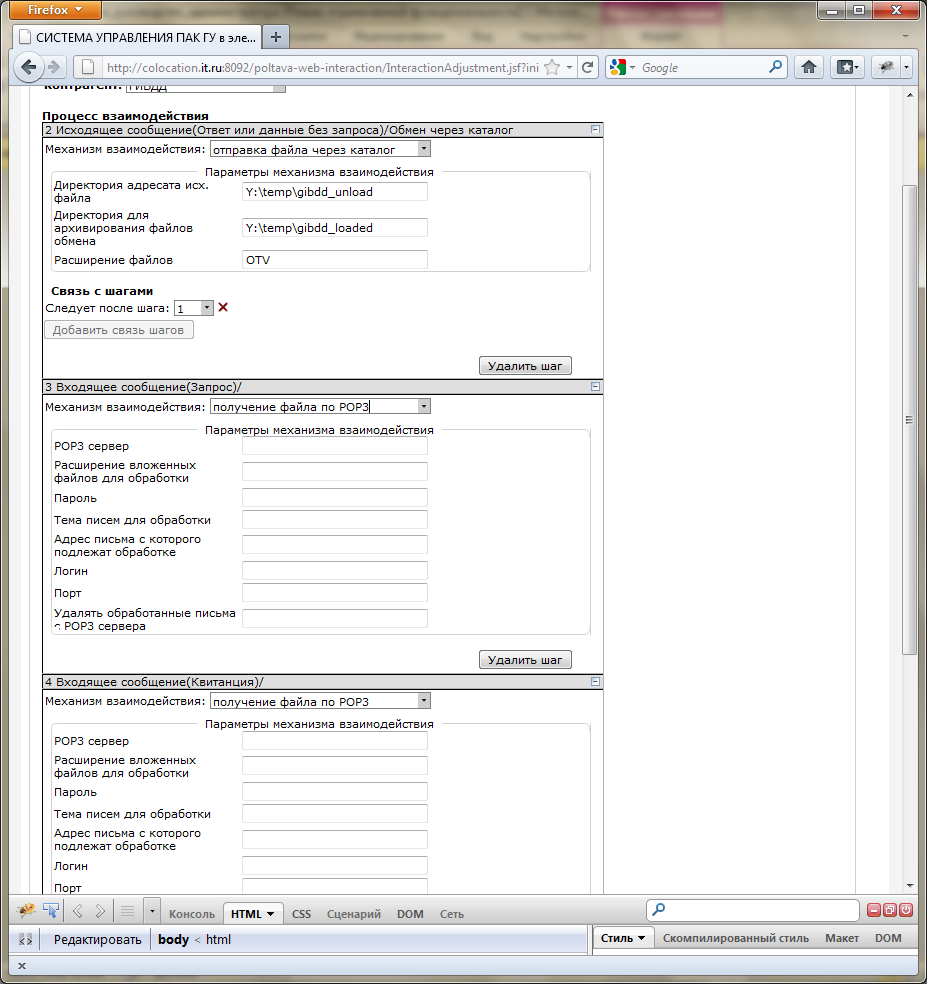 Firefox
СИСТЕМА УПРАВЛЕНИЯ ПАК ГУ в эле...
http://colocation.it.ru:8092/poltava-web-interaction/InteractionAdjustment.jsf?ini
Google
Контрагент: ГИБДД
Процесс взаимодействия
2 Исходящее сообщение(Ответ или данные без запроса)/Обмен через каталог
Механизм взаимодействия: отправка файла через каталог
Параметры механизма взаимодействия
Директория адресата исх.
файла
Y:\temp\gibdd_unload
Директория для
архивирования файлов
обмена
Y:\temp\gibdd_loaded
Расширение файлов
OTV
Связь с шагами
Следует после шага: 1
Добавить связь шагов
Удалить шаг
3 Входящее сообщение(Запрос)/
Механизм взаимодействия: получение файла по POP3
Параметры механизма взаимодействия
POP3 сервер
Расширение вложенных
файлов для обработки
Пароль
Тема писем для обработки
Адрес письма с которого
подлежат обработке
Логин
Порт
Удалять обработанные письма
с POP3 сервера
Удалить шаг
4 Входящее сообщение(Квитанция)/
Механизм взаимодействия: получение файла по POP3
Параметры механизма взаимодействия
POP3 сервер
Расширение вложенных
файлов для обработки
Пароль
Тема писем для обработки
Адрес письма с которого
подлежат обработке
Логин
Порт
Консоль HTML CSS Сценарий DOM Сеть
Редактировать body < html
Стиль Скомпилированный стиль Макет DOM